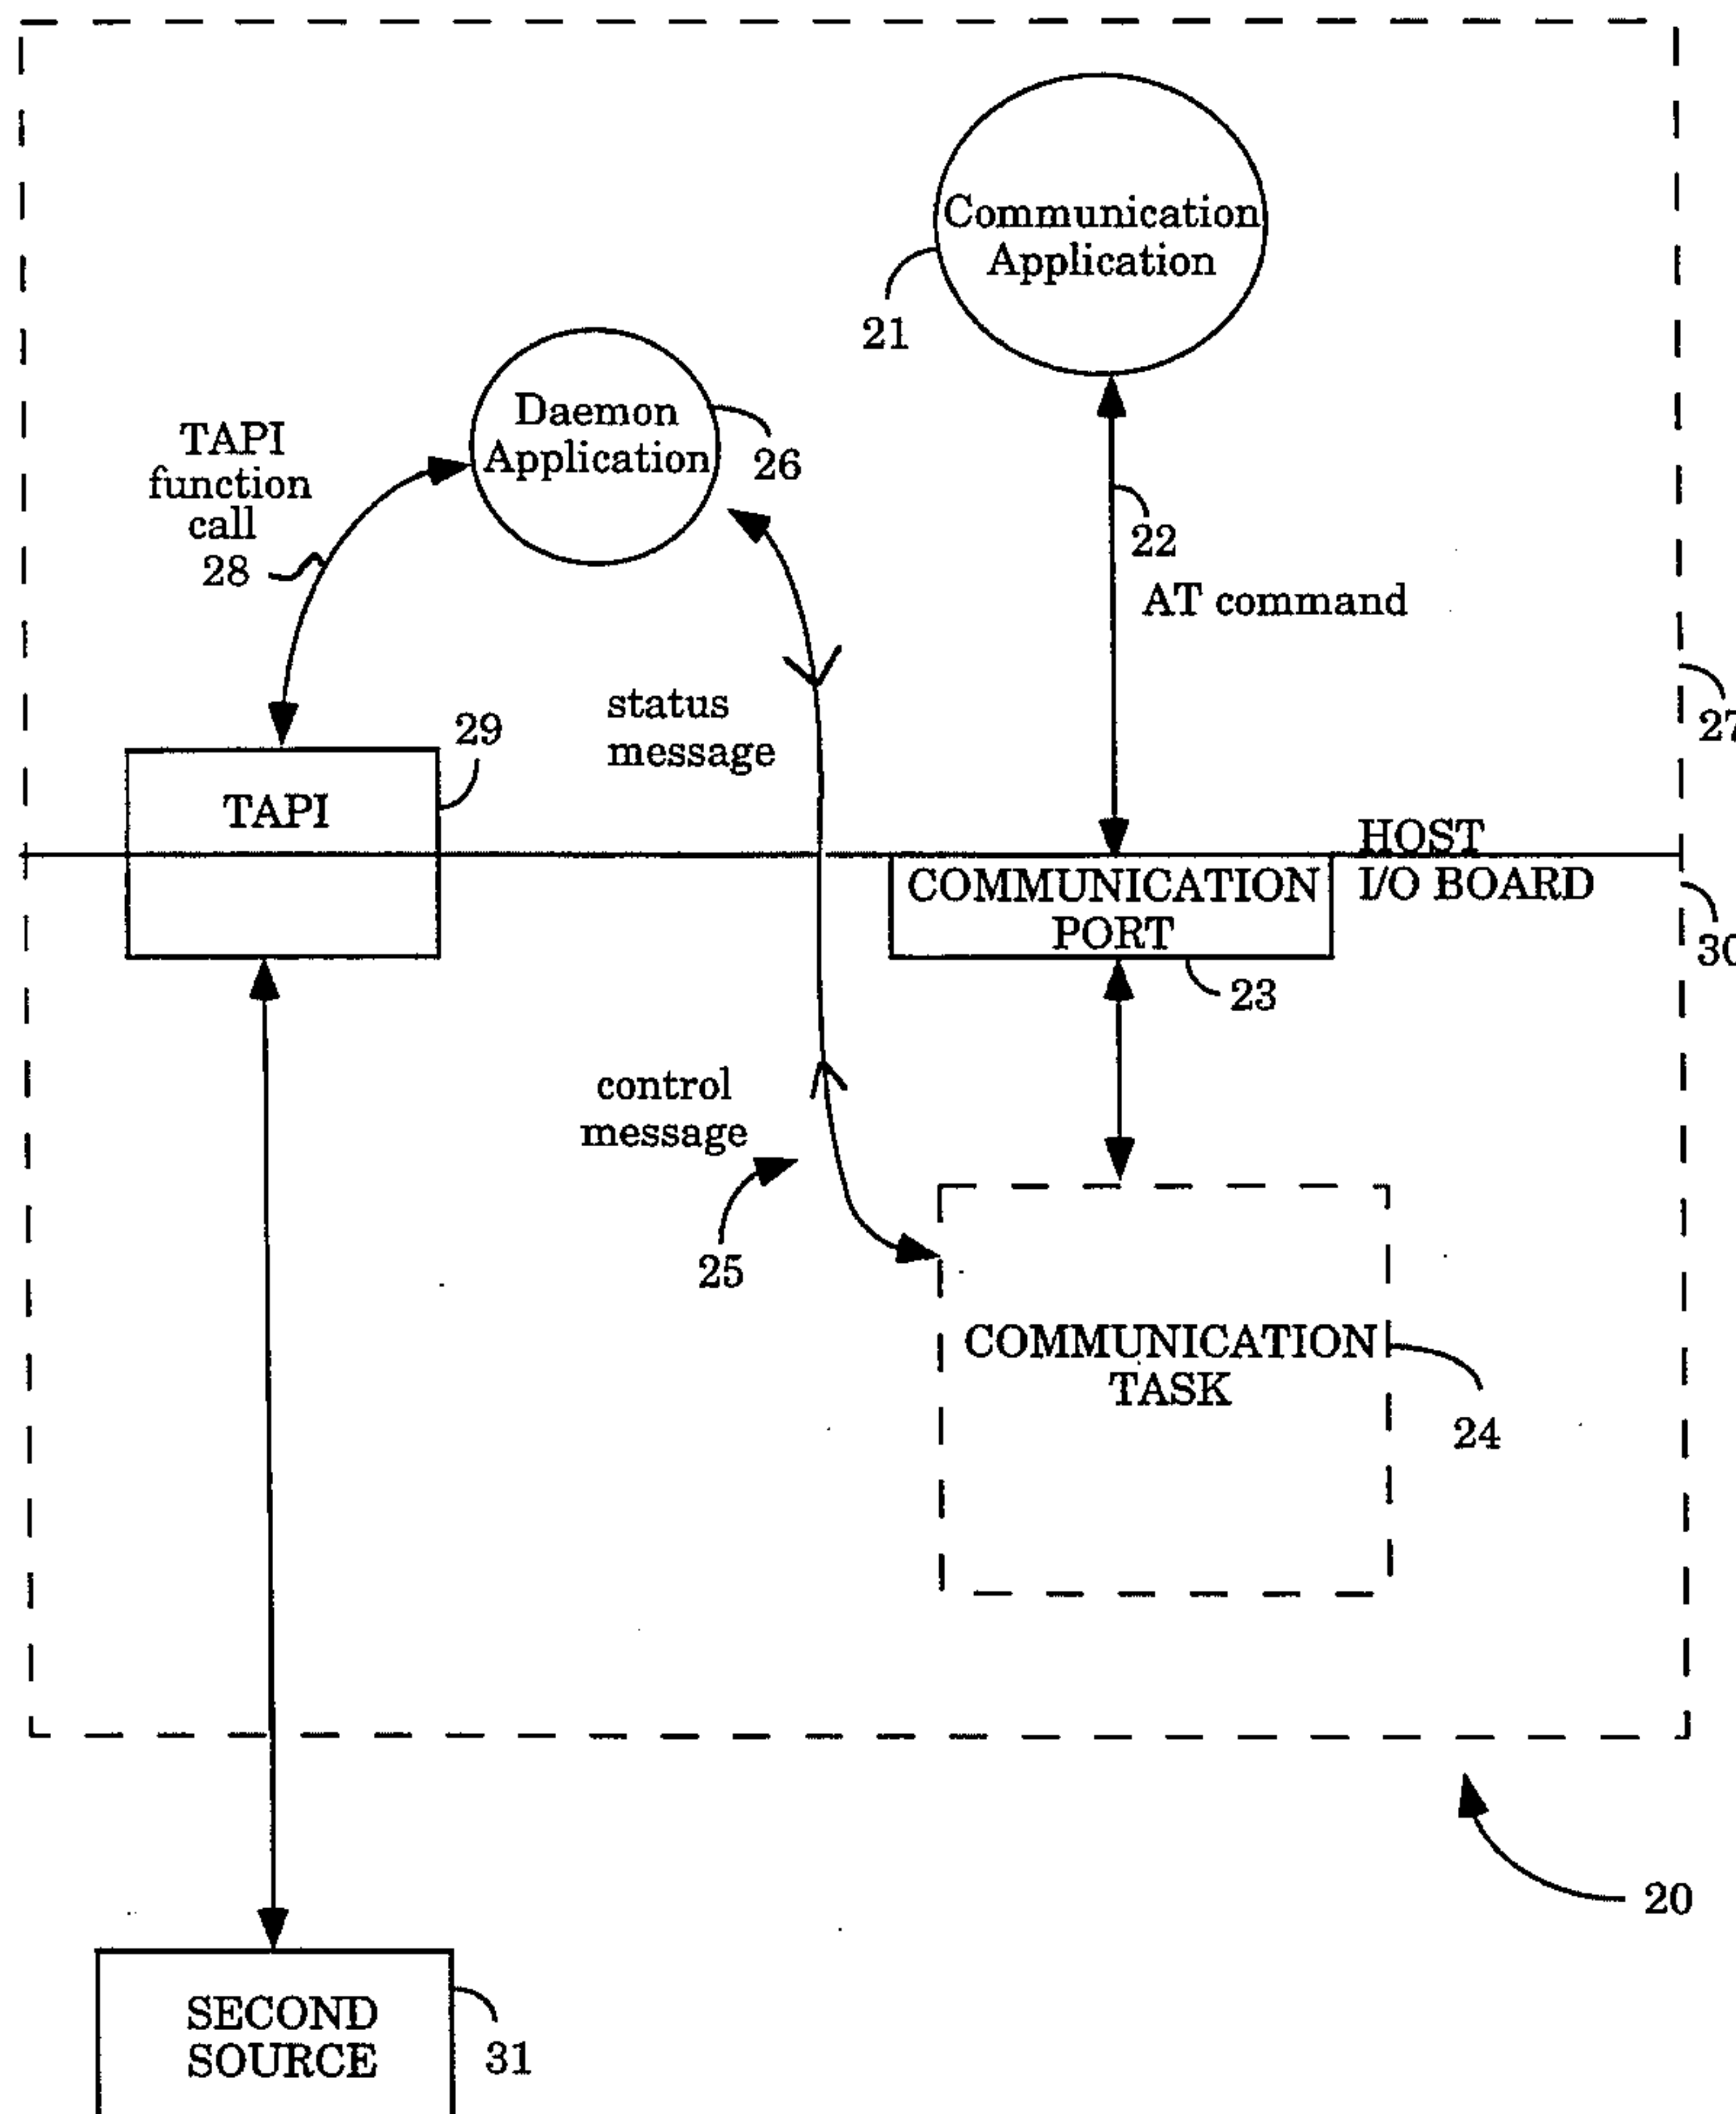 Communication
Application
21
Daemon
Application
26
TAPI
function
call
28
22
AT command
27
status
message
29
TAPI
HOST
I/O BOARD
COMMUNICATION
PORT
30
23
control
message
25
COMMUNICATION
TASK
24
20
SECOND
SOURCE
31